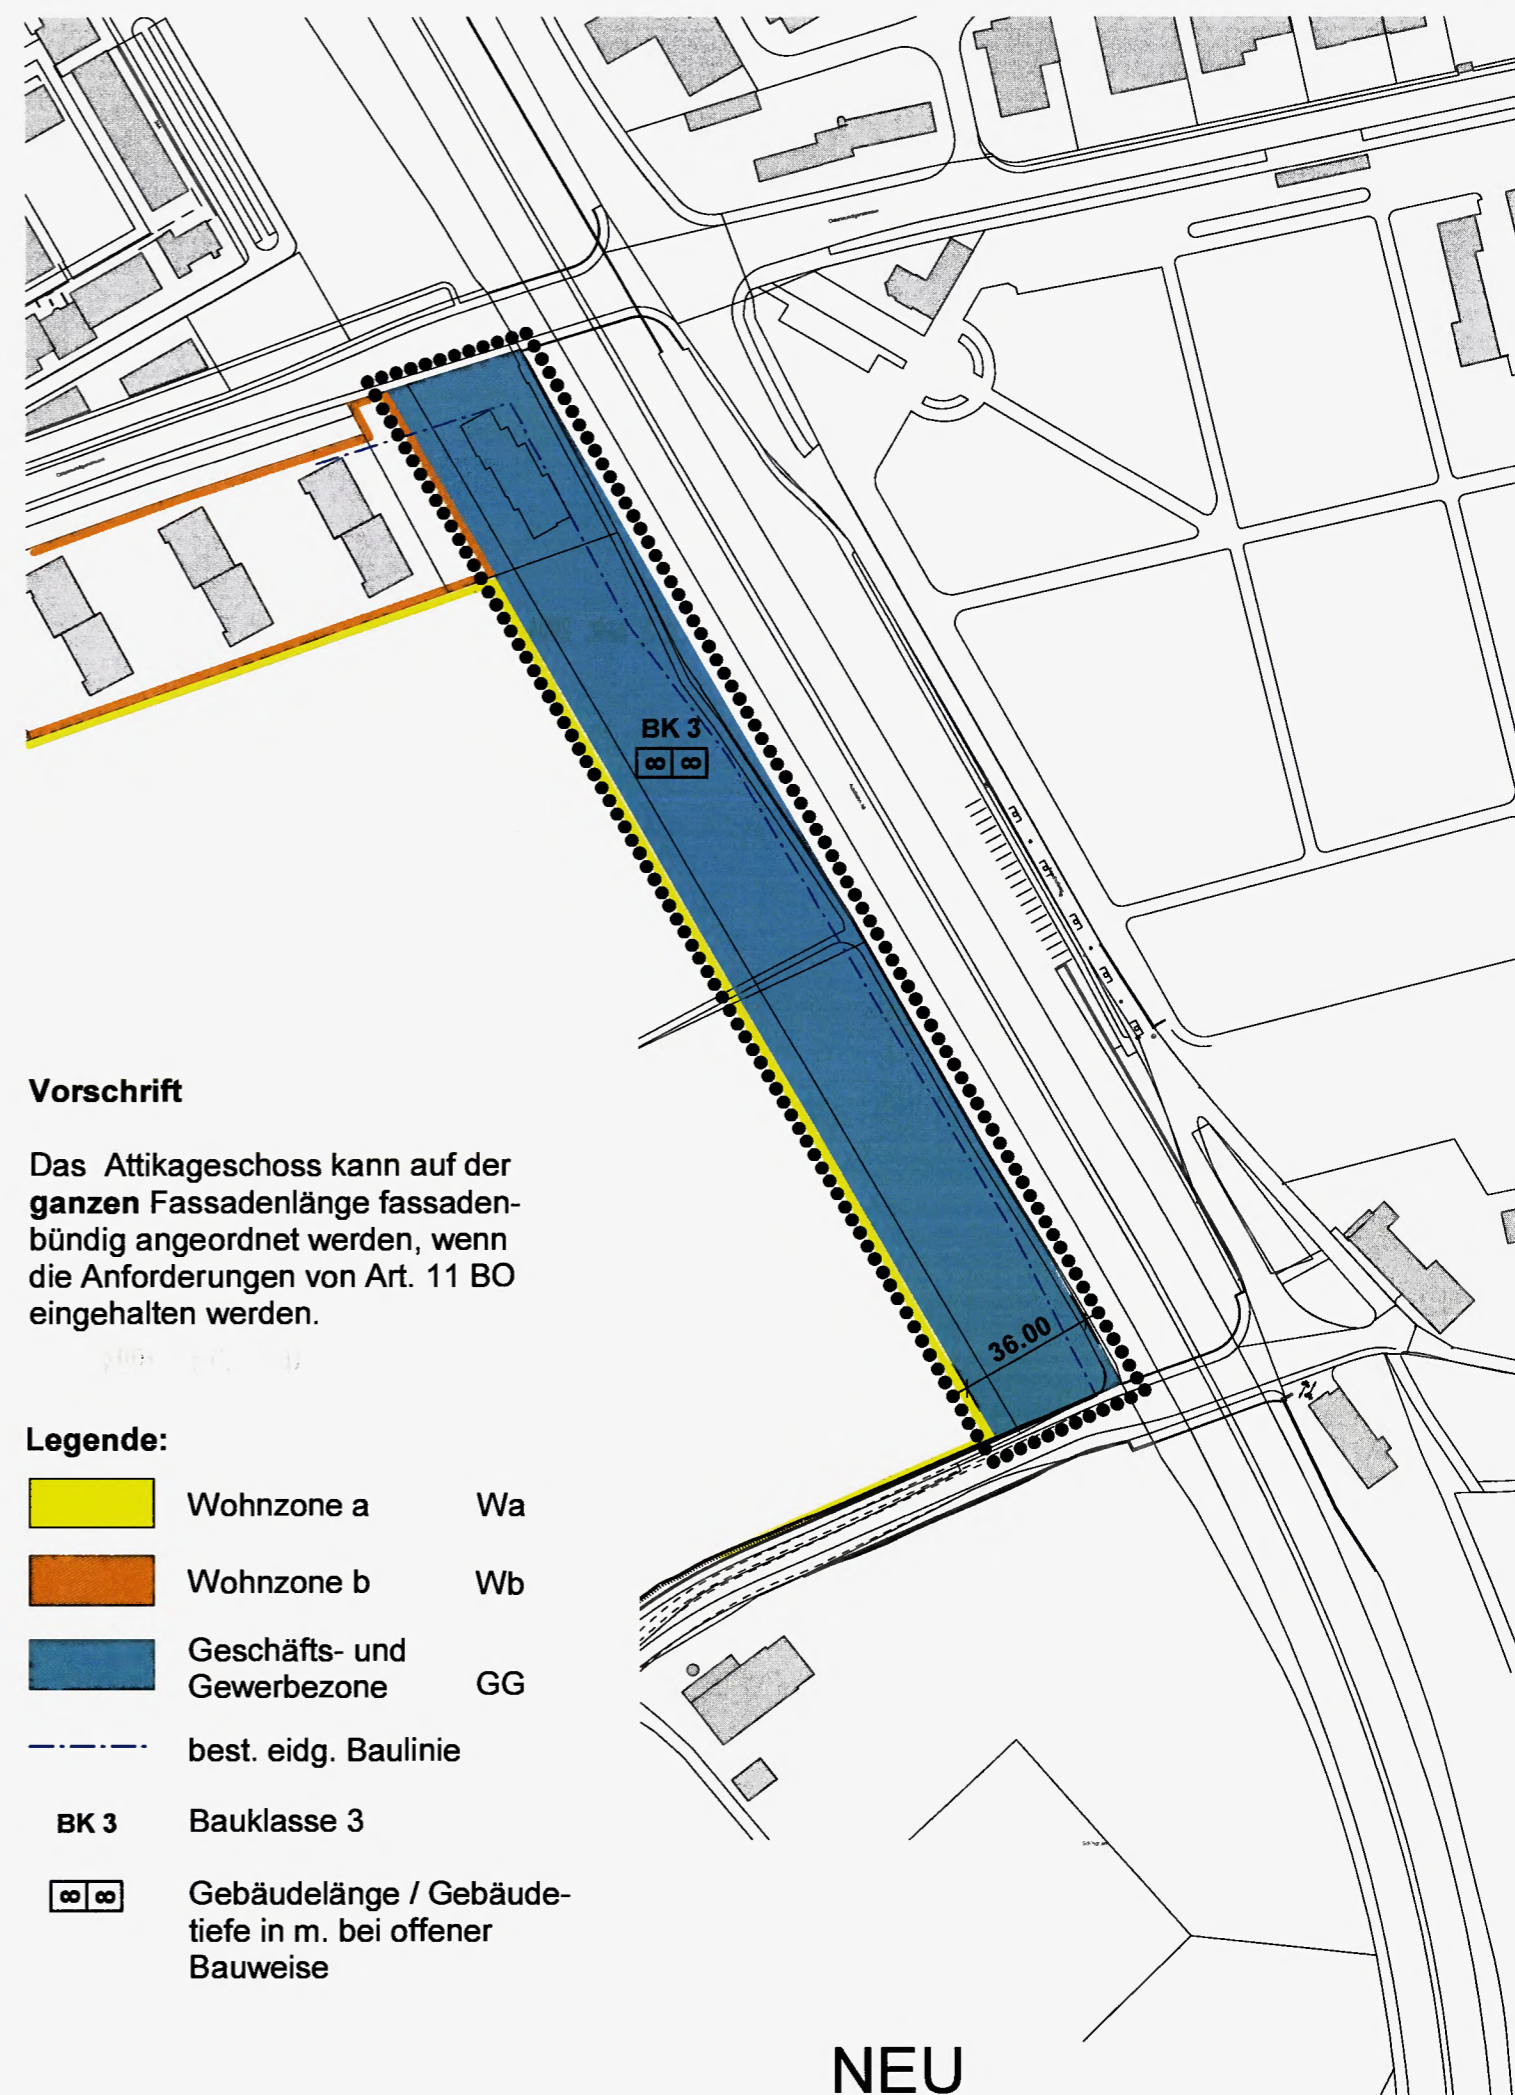 BK 3
∞ ∞
36.00
Vorschrift
Das Attikageschoss kann auf der
ganzen Fassadenlänge fassaden-
bündig angeordnet werden, wenn
die Anforderungen von Art. 11 BO
eingehalten werden.
Legende:
Wohnzone a Wa
Wohnzone b Wb
Geschäfts- und
Gewerbezone GG
best. eidg. Baulinie
BK 3 Bauklasse 3
∞ ∞ Gebäudelänge / Gebäude-
tiefe in m. bei offener
Bauweise
NEU